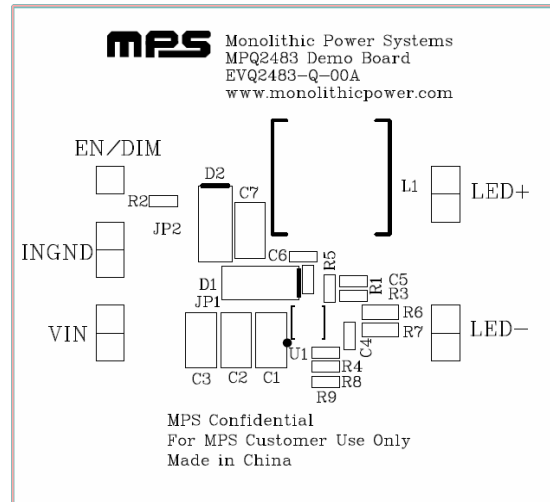 MPS Monolithic Power Systems
MPQ2483 Demo Board
EVQ2483-Q-00A
www.monolithicpower.com
EN/DIM
D2
C7
L1
LED+
R2
JP2
INGND
C6
R5
D1
JP1
R1
C5
R3
VIN
R6
R7
LED-
C4
U1
C3
C2
C1
R4
R8
R9
MPS Confidential
For MPS Customer Use Only
Made in China